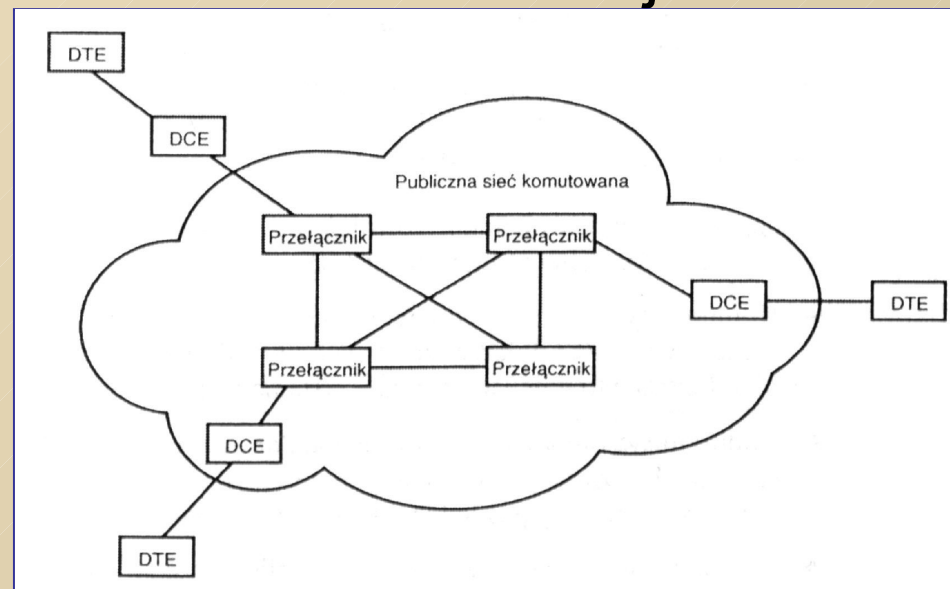 DTE
DCE
Publiczna sieć komutowana
Przełącznik Przełącznik
DCE DTE
Przełącznik Przełącznik
DCE
DTE